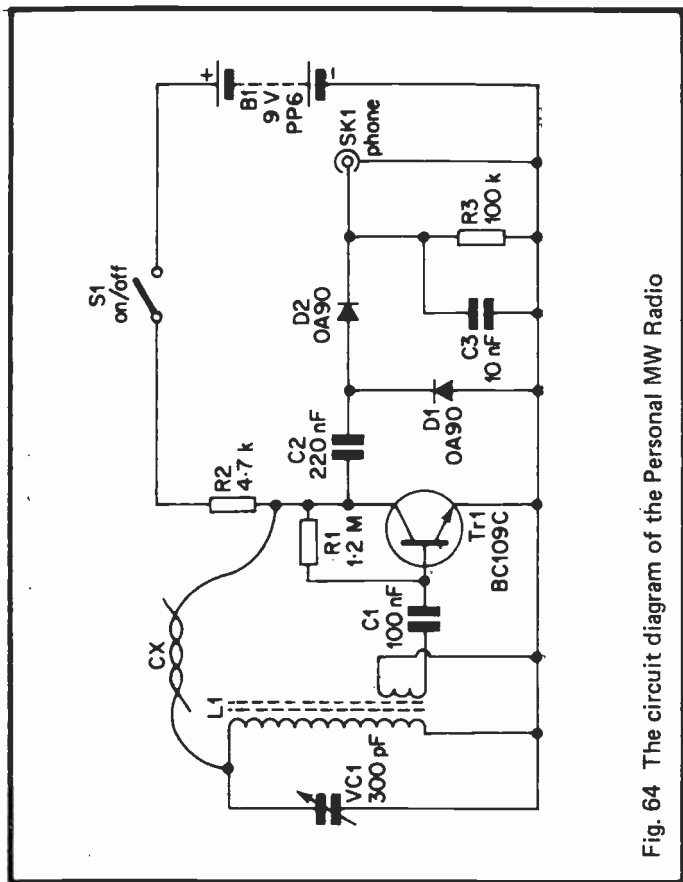 S1
on/off
+
B1
9 V
PP6
-
R2
4·7 k
CX
L1
VC1
300 pF
R1
1·2 M
C1
100 nF
Tr1
BC109C
C2
220 nF
D2
OA90
D1
OA90
C3
10 nF
R3
100 k
SK1
phone
Fig. 64 The circuit diagram of the Personal MW Radio